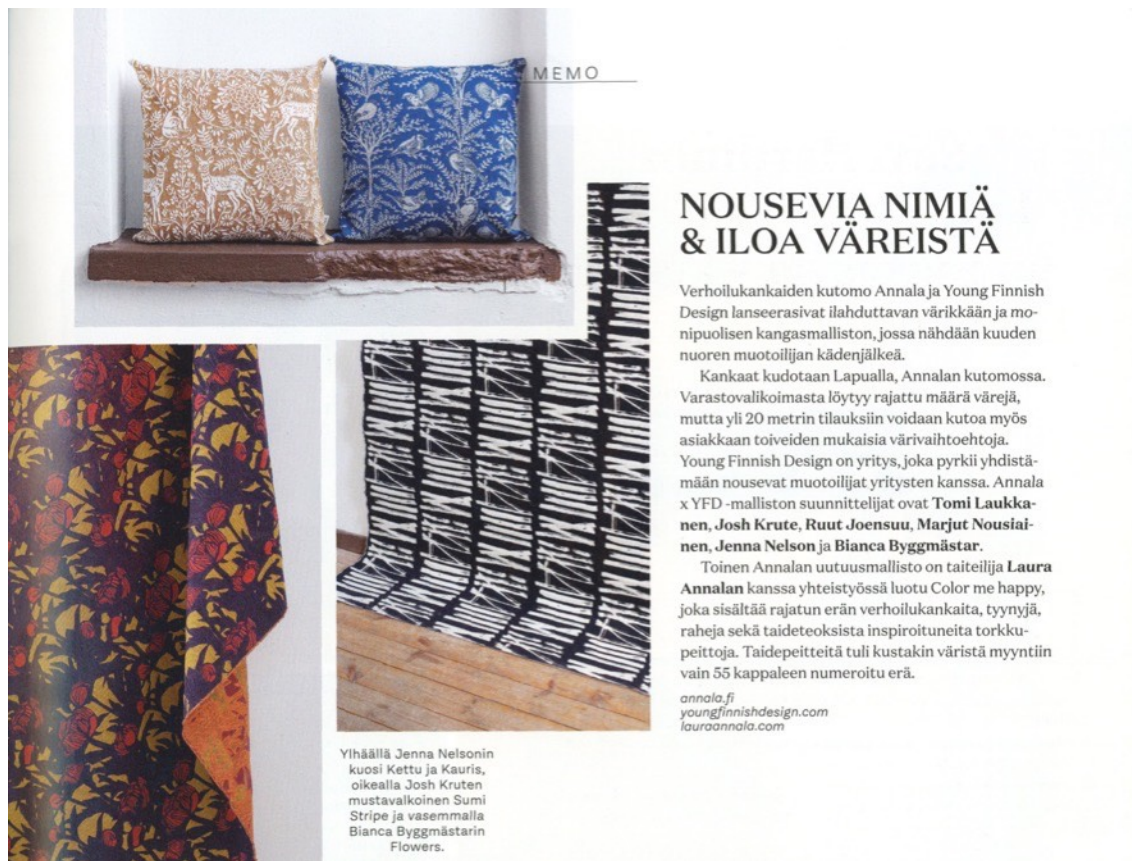 MEMO
NOUSEVIA NIMIÄ
& ILOA VÄREISTÄ
Verhoilukankaiden kutomo Annala ja Young Finnish
Design lanseerasivat ilahduttavan värikkään ja mo-
nipuolisen kangasmalliston, jossa nähdään kuuden
nuoren muotoilijan kädenjälkeä.
Kankaat kudotaan Lapualla, Annalan kutomossa.
Varastovalikoimasta löytyy rajattu määrä värejä,
mutta yli 20 metrin tilauksiin voidaan kutoa myös
asiakkaan toiveiden mukaisia värivaihtoehtoja.
Young Finnish Design on yritys, joka pyrkii yhdistä-
mään nousevat muotoilijat yritysten kanssa. Annala
x YFD -malliston suunnittelijat ovat Tomi Laukka-
nen, Josh Krute, Ruut Joensuu, Marjut Nousiai-
nen, Jenna Nelson ja Bianca Byggmästar.
Toinen Annalan uutuusmallisto on taiteilija Laura
Annalan kanssa yhteistyössä luotu Color me happy,
joka sisältää rajatun erän verhoilukankaita, tyynyjä,
raheja sekä taideteoksista inspiroituneita torkku-
peittoja. Taidepeitteitä tuli kustakin väristä myyntiin
vain 55 kappaleen numeroitu erä.
annala.fi
youngfinnishdesign.com
lauraannala.com
Ylhäällä Jenna Nelsonin
kuosi Kettu ja Kauris,
oikealla Josh Kruten
mustavalkoinen Sumi
Stripe ja vasemmalla
Bianca Byggmästarin
Flowers.